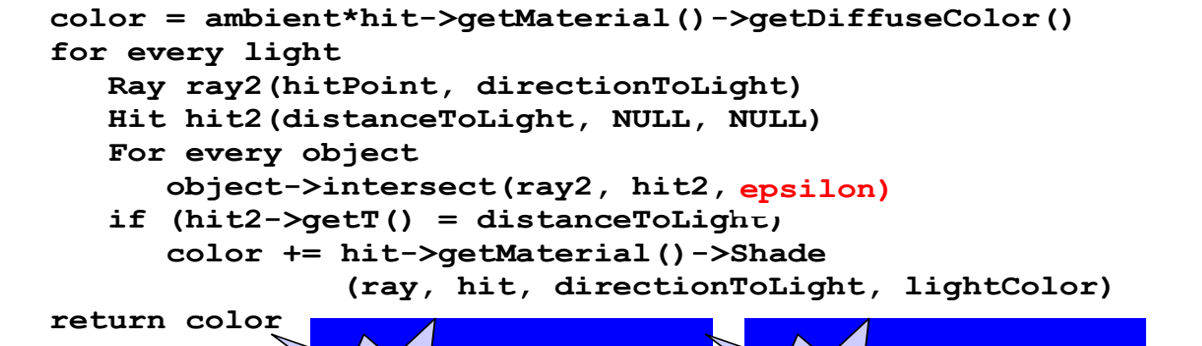 color = ambient*hit->getMaterial()->getDiffuseColor()
for every light
Ray ray2(hitPoint, directionToLight)
Hit hit2(distanceToLight, NULL, NULL)
For every object
object->intersect(ray2, hit2, epsilon)
if (hit2->getT() = distanceToLight)
color += hit->getMaterial()->Shade
(ray, hit, directionToLight, lightColor)
return color